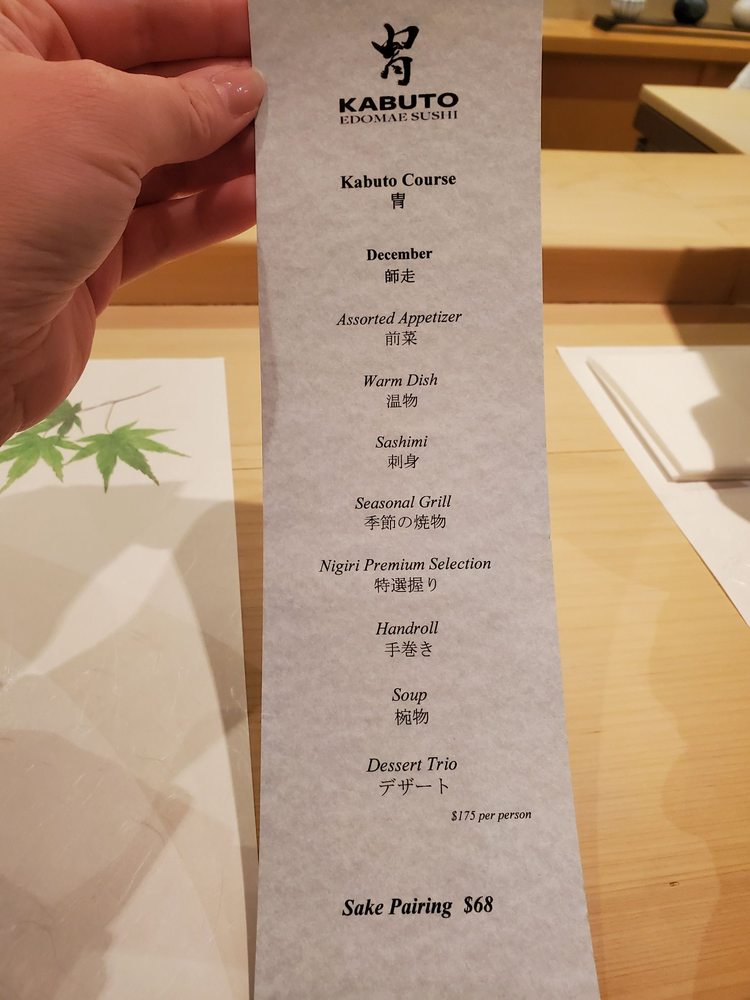 冑
KABUTO
EDOMAE SUSHI
Kabuto Course
冑
December
師走
Assorted Appetizer
前菜
Warm Dish
温物
Sashimi
刺身
Seasonal Grill
季節の焼物
Nigiri Premium Selection
特選握り
Handroll
手巻き
Soup
椀物
Dessert Trio
デザート
$175 per person
Sake Pairing $68